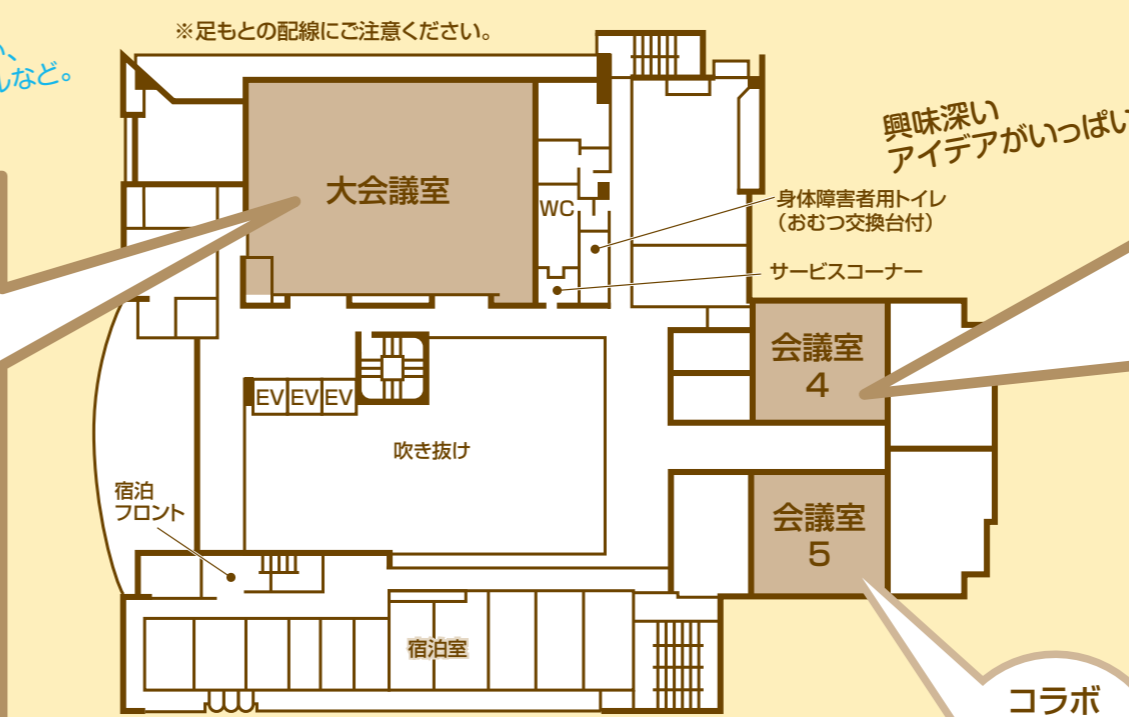 ※足もとの配線にご注意ください。
など。
興味深い
アイデアがいっぱい
大会議室
WC
身体障害者用トイレ
（おむつ交換台付）
サービスコーナー
会議室
4
EV EV EV
吹き抜け
宿泊
フロント
会議室
5
宿泊室
コラボ